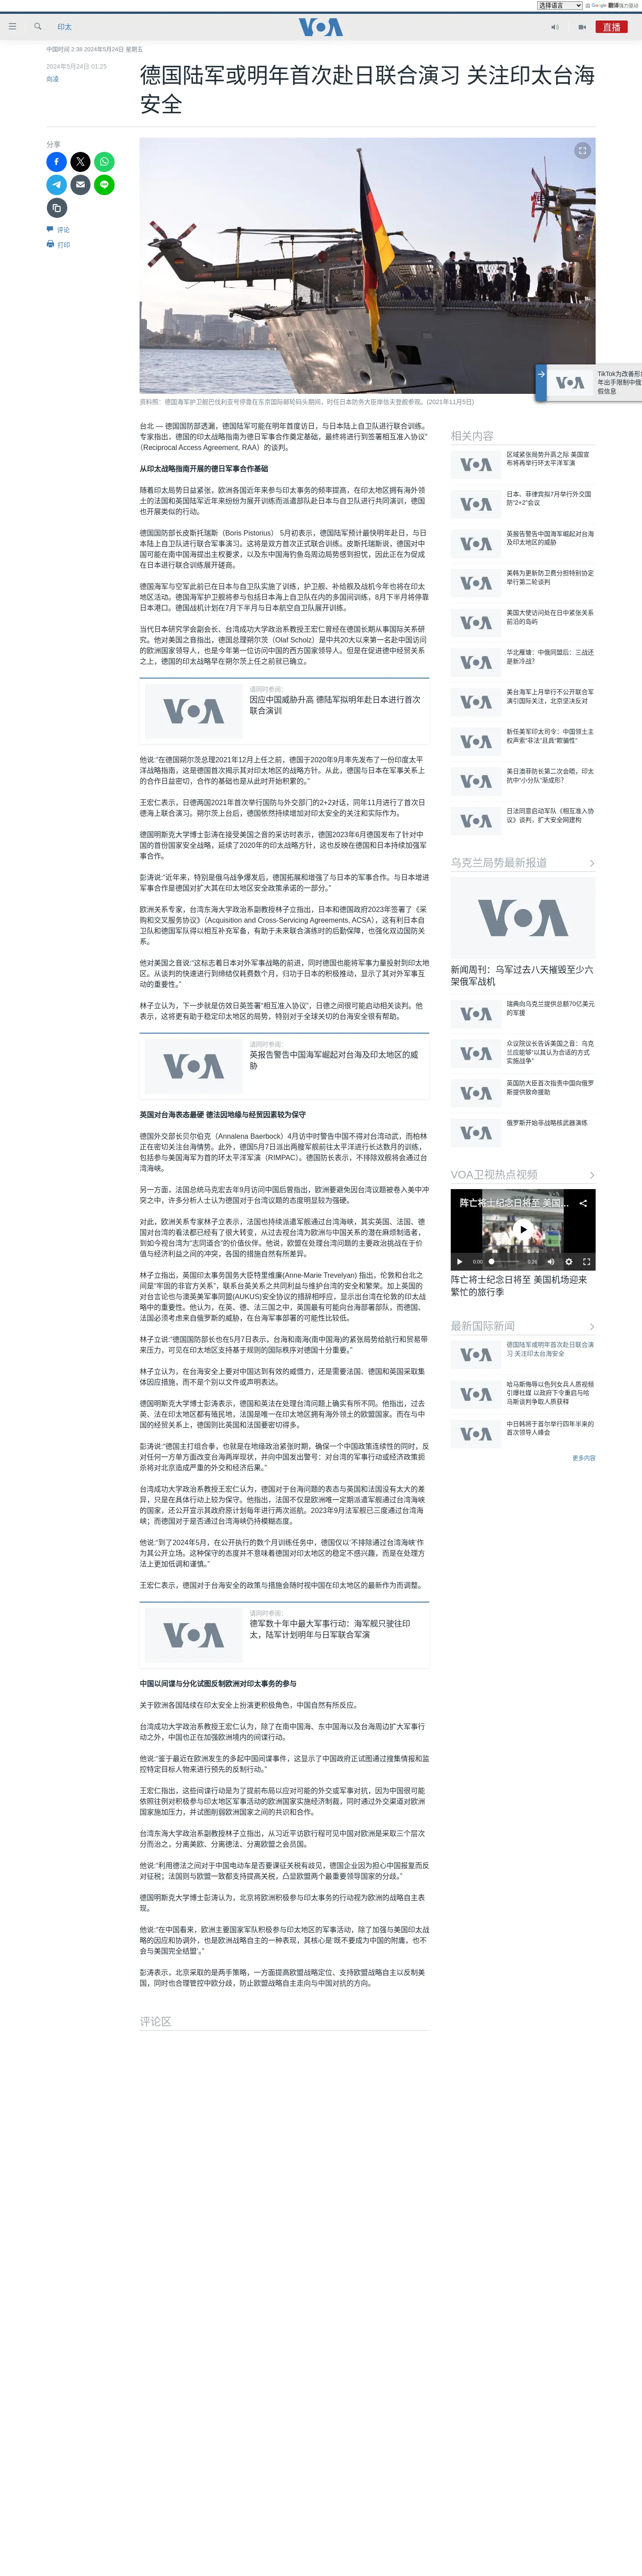 选择语言 由 Google 翻译强力驱动
印太
VOA
直播
中国时间 2:38 2024年5月24日 星期五
2024年5月24日 01:25
向凌
德国陆军或明年首次赴日联合演习 关注印太台海
安全
分享
评论
打印
资料照：德国海军护卫舰巴伐利亚号停靠在东京国际邮轮码头期间，时任日本防务大臣岸信夫登舰参观。(2021年11月5日)
TikTok为改善形
年出手限制中俄
假信息
台北 — 德国国防部透漏，德国陆军可能在明年首度访日，与日本陆上自卫队进行联合训练。
专家指出，德国的印太战略指南为德日军事合作奠定基础，最终将进行到签署相互准入协议”
（Reciprocal Access Agreement, RAA）的谈判。
从印太战略指南开展的德日军事合作基础
随着印太局势日益紧张，欧洲各国近年来参与印太事务的频率提高，在印太地区拥有海外领
土的法国和英国陆军近年来纷纷为展开训练而派遣部队赴日本与自卫队进行共同演训，德国
也开展类似的行动。
德国国防部长皮斯托瑞斯（Boris Pistorius） 5月初表示，德国陆军预计最快明年赴日，与日
本陆上自卫队进行联合军事演习。这将是双方首次正式联合训练。皮斯托瑞斯说，德国对中
国可能在南中国海提出主权要求，以及东中国海钓鱼岛周边局势感到担忧，因此正在为促成
在日本进行联合训练展开磋商。
德国海军与空军此前已在日本与自卫队实施了训练，护卫舰、补给舰及战机今年也将在印太
地区活动。德国海军护卫舰将参与包括日本海上自卫队在内的多国间训练，8月下半月将停靠
日本港口。德国战机计划在7月下半月与日本航空自卫队展开训练。
当代日本研究学会副会长、台湾成功大学政治系教授王宏仁曾经在德国长期从事国际关系研
究。他对美国之音指出，德国总理朔尔茨（Olaf Scholz）是中共20大以来第一名赴中国访问
的欧洲国家领导人，也是今年第一位访问中国的西方国家领导人。但是在促进德中经贸关系
之上，德国的印太战略早在朔尔茨上任之前就已确立。
请同时参阅:
因应中国威胁升高 德陆军拟明年赴日本进行首次
联合演训
他说:“在德国朔尔茨总理2021年12月上任之前，德国于2020年9月率先发布了一份印度太平
洋战略指南，这是德国首次揭示其对印太地区的战略方针。从此，德国与日本在军事关系上
的合作日益密切，合作的基础也是从此时开始积累的。”
王宏仁表示，日德两国2021年首次举行国防与外交部门的2+2对话，同年11月进行了首次日
德海上联合演习。朔尔茨上台后，德国依然持续增加对印太安全的关注和实际作为。
德国明斯克大学博士彭涛在接受美国之音的采访时表示，德国2023年6月德国发布了针对中
国的首份国家安全战略，延续了2020年的印太战略方针，这也反映在德国和日本持续加强军
事合作。
彭涛说:“近年来，特别是俄乌战争爆发后，德国拓展和增强了与日本的军事合作。与日本增进
军事合作是德国对扩大其在印太地区安全政策承诺的一部分。”
欧洲关系专家，台湾东海大学政治系副教授林子立指出，日本和德国政府2023年签署了《采
购和交叉服务协议》(Acquisition and Cross-Servicing Agreements, ACSA），这有利日本自
卫队和德国军队得以相互补充军备，有助于未来联合演练时的后勤保障，也强化双边国防关
系。
他对美国之音说:“这标志着日本对外军事战略的前进，同时德国也能将军事力量投射到印太地
区。从谈判的快速进行到缔结仅耗费数个月，归功于日本的积极推动，显示了其对外军事互
动的重要性。”
林子立认为，下一步就是仿效日英签署“相互准入协议”，日德之间很可能启动相关谈判。他
表示，这将更有助于稳定印太地区的局势，特别对于全球关切的台海安全很有帮助。
请同时参阅:
英报告警告中国海军崛起对台海及印太地区的威
胁
英国对台海表态最硬 德法因地缘与经贸因素较为保守
德国外交部长贝尔伯克（Annalena Baerbock）4月访中时警告中国不得对台湾动武，而柏林
正在密切关注台海情势。此外，德国5月7日派出两艘军舰前往太平洋进行长达数月的训练，
包括参与美国海军为首的环太平洋军演（RIMPAC）。德国防长表示，不排除双舰将会通过台
湾海峡。
另一方面，法国总统马克宏去年9月访问中国后曾指出，欧洲要避免因台湾议题被卷入美中冲
突之中，许多分析人士认为德国对于台湾议题的态度明显较为强硬。
对此，欧洲关系专家林子立表示，法国也持续派遣军舰通过台湾海峡，其实英国、法国、德
国对台湾的看法都已经有了很大转变，从过去视台湾为欧洲与中国关系的潜在麻烦制造者，
到如今视台湾为“志同道合”的价值伙伴。他说，欧盟在处理台湾问题的主要政治挑战在于价
值与经济利益之间的冲突，各国的措施自然有所差异。
林子立指出，英国印太事务国务大臣特里维廉(Anne-Marie Trevelyan) 指出，伦敦和台北之
间是“牢固的非官方关系”，联系台英关系之共同利益与维护台湾的安全和繁荣。加上英国的
对台言论也与澳英美军事同盟(AUKUS)安全协议的措辞相呼应，显示出台湾在伦敦的印太战
略中的重要性。他认为，在英、德、法三国之中，英国最有可能向台海部署部队，而德国、
法国必须考虑来自俄罗斯的威胁，在台海军事部署的可能性比较低。
林子立说:“德国国防部长也在5月7日表示，台海和南海(南中国海)的紧张局势给航行和贸易带
来压力，可见在印太地区支持基于规则的国际秩序对德国十分重要。”
林子立认为，在台海安全上要对中国达到有效的威慑力，还是需要法国、德国和英国采取集
体因应措施，而不是个别以文件或声明表达。
德国明斯克大学博士彭涛表示，德国和英法在处理台湾问题上确实有所不同。他指出，过去
英、法在印太地区都有殖民地，法国是唯一在印太地区拥有海外领土的欧盟国家。而在与中
国的经贸关系上，德国则比英国和法国要密切得多。
彭涛说:“德国主打组合拳，也就是在地缘政治紧张时期，确保一个中国政策连续性的同时，反
对任何一方单方面改变台海两岸现状，并向中国发出警号：对台湾的军事行动或经济政策扼
杀将对北京造成严重的外交和经济后果。”
台湾成功大学政治系教授王宏仁认为，德国对于台海问题的表态与英国和法国没有太大的差
异，只是在具体行动上较为保守。他指出，法国不仅是欧洲唯一定期派遣军舰通过台湾海峡
的国家，还公开宣示其政府原计划每年进行两次巡航。2023年9月法军舰已三度通过台湾海
峡；而德国对于是否通过台湾海峡仍持模糊态度。
他说:“到了2024年5月，在公开执行的数个月训练任务中，德国仅以‘不排除通过台湾海峡’作
为其公开立场。这种保守的态度并不意味着德国对印太地区的稳定不感兴趣，而是在处理方
法上更加低调和谨慎。”
王宏仁表示，德国对于台海安全的政策与措施会随时视中国在印太地区的最新作为而调整。
请同时参阅:
德军数十年中最大军事行动：海军舰只驶往印
太，陆军计划明年与日军联合军演
中国以间谍与分化试图反制欧洲对印太事务的参与
关于欧洲各国陆续在印太安全上扮演更积极角色，中国自然有所反应。
台湾成功大学政治系教授王宏仁认为，除了在南中国海、东中国海以及台海周边扩大军事行
动之外，中国也正在加强欧洲境内的间谍行动。
他说:“鉴于最近在欧洲发生的多起中国间谍事件，这显示了中国政府正试图通过搜集情报和监
控特定目标人物来进行预先的反制行动。”
王宏仁指出，这些间谍行动是为了提前布局以应对可能的外交或军事对抗，因为中国很可能
依照往例对积极参与印太地区军事活动的欧洲国家实施经济制裁，同时通过外交渠道对欧洲
国家施加压力，并试图削弱欧洲国家之间的共识和合作。
台湾东海大学政治系副教授林子立指出，从习近平访欧行程可见中国对欧洲是采取三个层次
分而治之，分离美欧、分离德法、分离欧盟之会员国。
他说:“利用德法之间对于中国电动车是否要课征关税有歧见，德国企业因为担心中国报复而反
对征税；法国则与欧盟一致都支持提高关税，凸显欧盟两个最重要领导国家的分歧。”
德国明斯克大学博士彭涛认为，北京将欧洲积极参与印太事务的行动视为欧洲的战略自主表
现。
他说:“在中国看来，欧洲主要国家军队积极参与印太地区的军事活动，除了加强与美国印太战
略的因应和协调外，也是欧洲战略自主的一种表现，其核心是‘既不要成为中国的附庸，也不
会与美国完全结盟’。”
彭涛表示，北京采取的是两手策略，一方面提高欧盟战略定位、支持欧盟战略自主以反制美
国，同时也合理管控中欧分歧，防止欧盟战略自主走向与中国对抗的方向。
评论区
相关内容
区域紧张局势升高之际 美国宣
布将再举行环太平洋军演
日本、菲律宾拟7月举行外交国
防“2+2”会议
英报告警告中国海军崛起对台海
及印太地区的威胁
美韩为更新防卫费分担特别协定
举行第二轮谈判
美国大使访问处在日中紧张关系
前沿的岛屿
华北雁塘：中俄同盟后：三战还
是新冷战？
美台海军上月举行不公开联合军
演引国际关注，北京坚决反对
新任美军印太司令：中国领土主
权声索“非法”且具“欺骗性”
美日澳菲防长第二次会晤，印太
抗中“小分队”渐成形？
日法同意启动军队《相互准入协
议》谈判，扩大安全网建构
乌克兰局势最新报道
新闻周刊：乌军过去八天摧毁至少六
架俄军战机
瑞典向乌克兰提供总额70亿美元
的军援
众议院议长告诉美国之音：乌克
兰应能够“以其认为合适的方式
实施战争”
英国防大臣首次指责中国向俄罗
斯提供致命援助
俄罗斯开始非战略核武器演练
VOA卫视热点视频
阵亡将士纪念日将至 美国...
0:00
0:26
阵亡将士纪念日将至 美国机场迎来
繁忙的旅行季
最新国际新闻
德国陆军或明年首次赴日联合演
习 关注印太台海安全
哈马斯侮辱以色列女兵人质视频
引爆社媒 以政府下令重启与哈
马斯谈判争取人质获释
中日韩将于首尔举行四年半来的
首次领导人峰会
更多内容